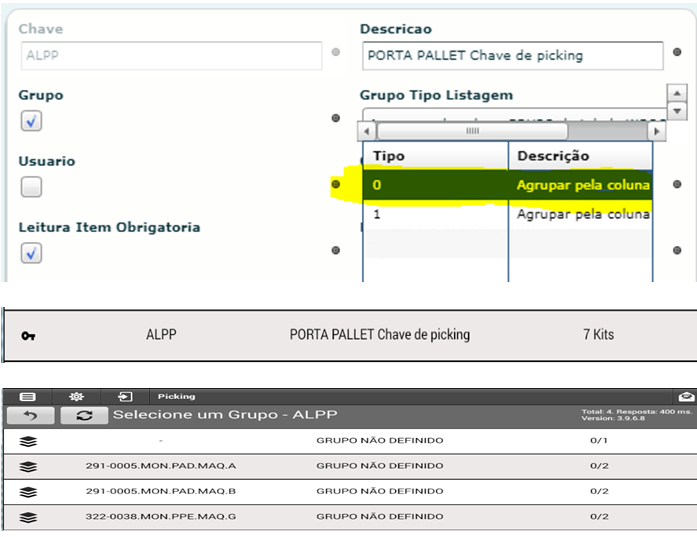 Chave
Descricao
ALPP
PORTA PALLET Chave de picking
Grupo
Grupo Tipo Listagem
Tipo
Descrição
Usuario
0
Agrupar pela coluna
1
Agrupar pela coluna
Leitura Item Obrigatoria
ALPP
PORTA PALLET Chave de picking
7 Kits
Picking
Selecione um Grupo - ALPP
Total: 4. Resposta: 400 ms.
Version: 3.9.6.8
-
GRUPO NÃO DEFINIDO
0/1
291-0005.MON.PAD.MAQ.A
GRUPO NÃO DEFINIDO
0/2
291-0005.MON.PAD.MAQ.B
GRUPO NÃO DEFINIDO
0/2
322-0038.MON.PPE.MAQ.G
GRUPO NÃO DEFINIDO
0/2